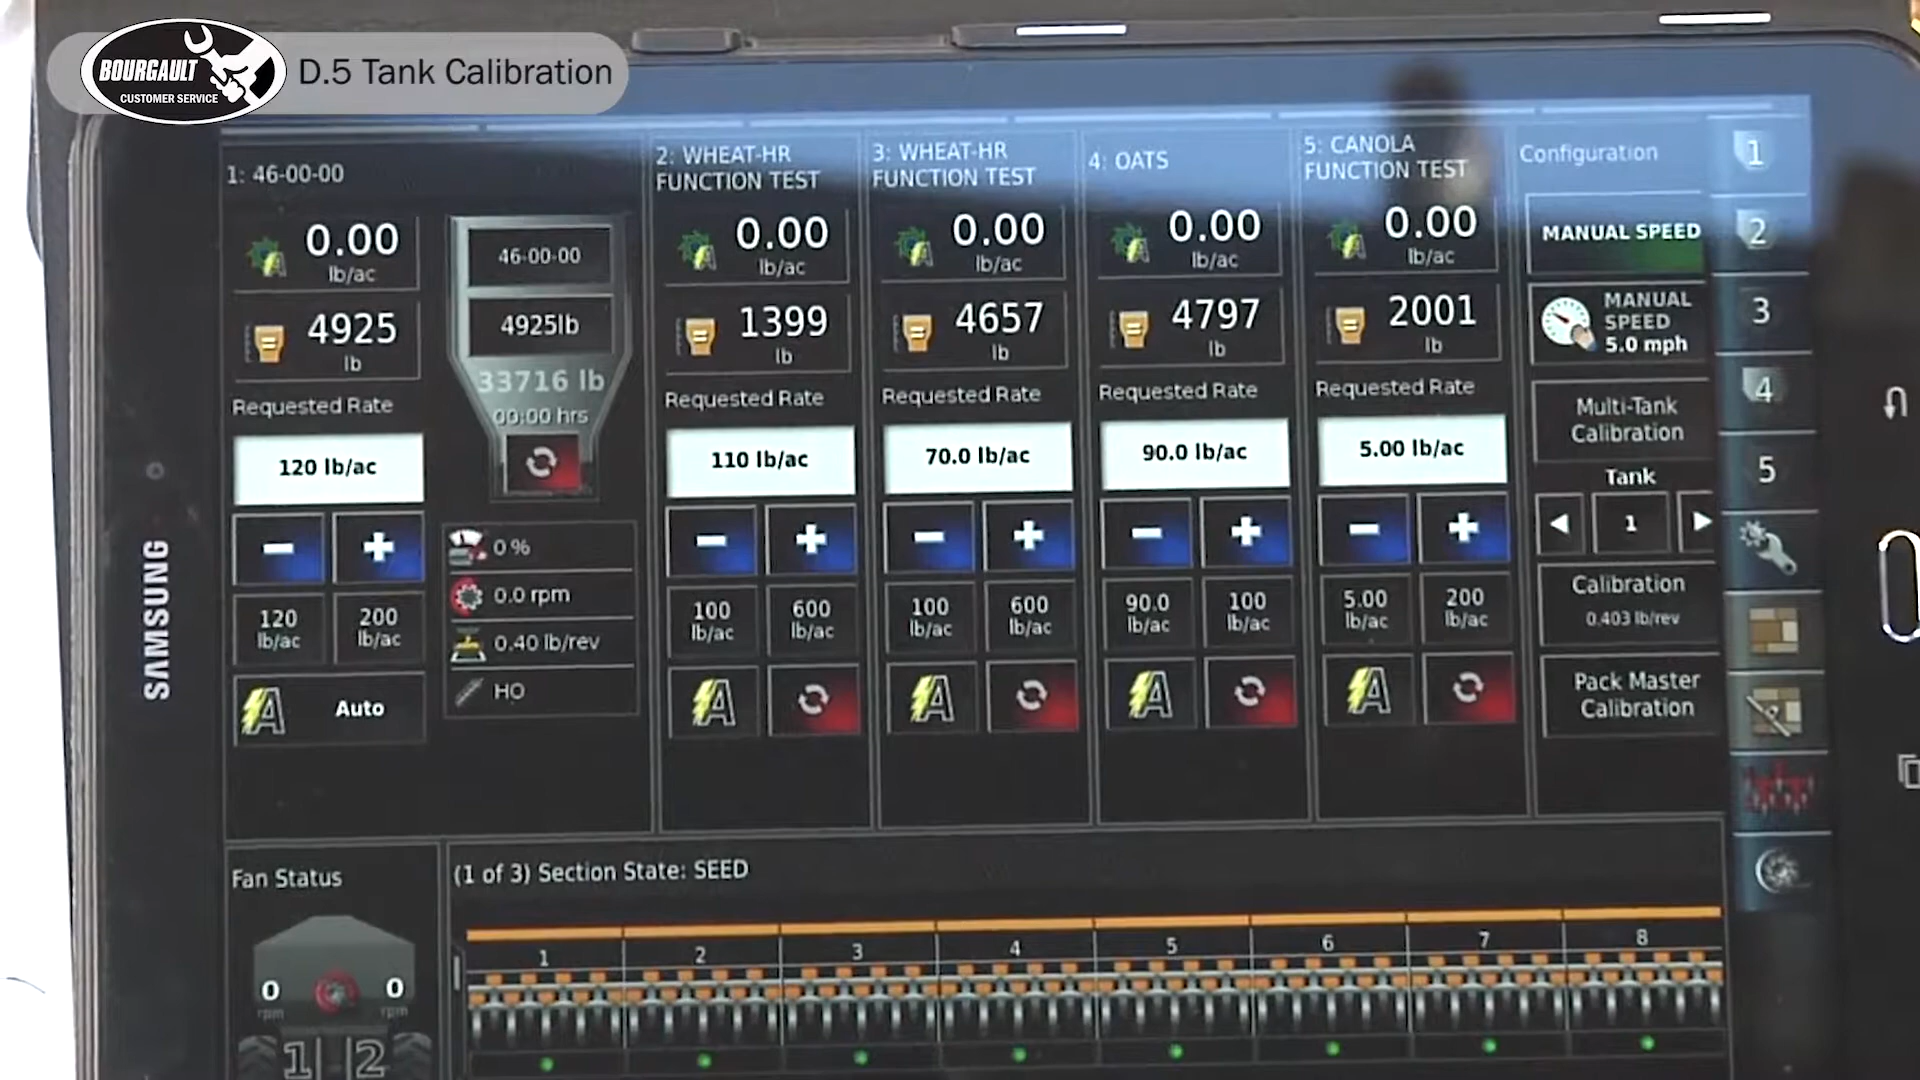 BOURGAULT
CUSTOMER SERVICE
D.5 Tank Calibration
SAMSUNG
1: 46-00-00
0.00
lb/ac
4925
lb
Requested Rate
120 lb/ac
120
lb/ac
200
lb/ac
Auto
46-00-00
4925lb
33716 lb
00:00 hrs
0 %
0.0 rpm
0.40 lb/rev
HO
2: WHEAT-HR
FUNCTION TEST
0.00
lb/ac
1399
lb
Requested Rate
110 lb/ac
100
lb/ac
600
lb/ac
3: WHEAT-HR
FUNCTION TEST
0.00
lb/ac
4657
lb
Requested Rate
70.0 lb/ac
100
lb/ac
600
lb/ac
4: OATS
0.00
lb/ac
4797
lb
Requested Rate
90.0 lb/ac
90.0
lb/ac
100
lb/ac
5: CANOLA
FUNCTION TEST
0.00
lb/ac
2001
lb
Requested Rate
5.00 lb/ac
5.00
lb/ac
200
lb/ac
Configuration
MANUAL SPEED
MANUAL
SPEED
5.0 mph
Multi-Tank
Calibration
Tank
1
Calibration
0.403 lb/rev
Pack Master
Calibration
1
2
3
4
5
Fan Status
0
rpm
0
rpm
1
2
(1 of 3) Section State: SEED
1
2
3
4
5
6
7
8